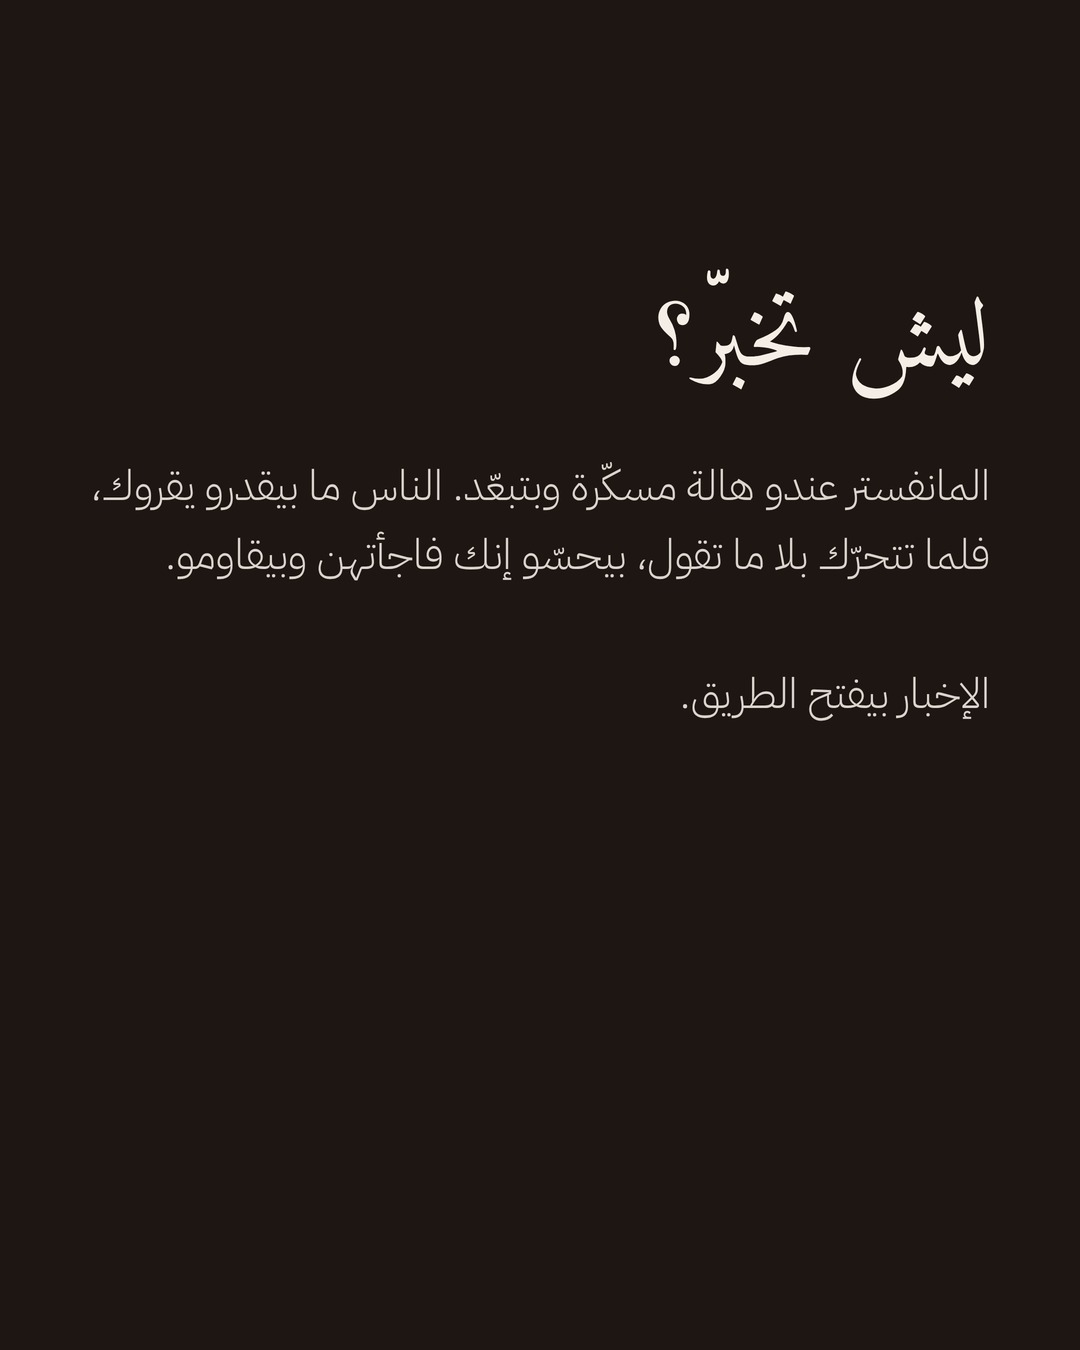 ليش تخبّر؟
المانفستر عندو هالة مسكّرة وبتبعّد. الناس ما بيقدرو يقروك،
فلما تتحرّك بلا ما تقول، بيحسّو إنك فاجأتهن وبيقاومو.
الإخبار بيفتح الطريق.